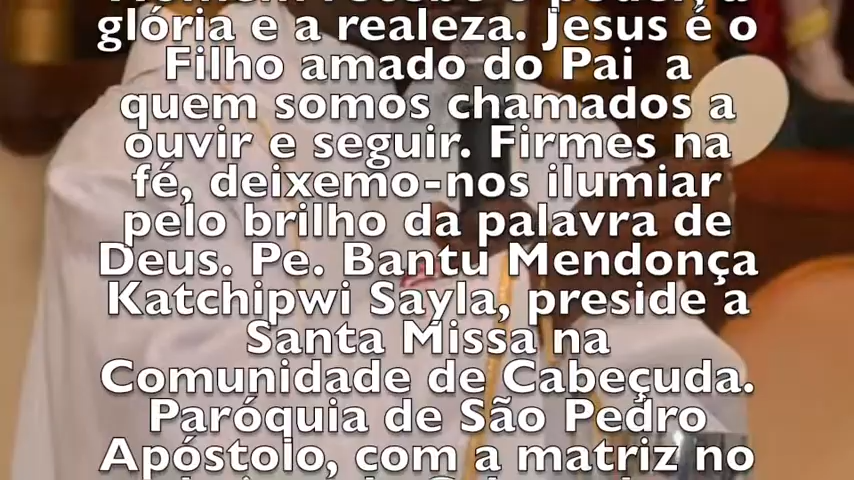 glória e a realeza. Jesus é o
Filho amado do Pai a
quem somos chamados a
ouvir e seguir. Firmes na
fé, deixemo-nos ilumiar
pelo brilho da palavra de
Deus. Pe. Bantu Mendonça
Katchipwi Sayla, preside a
Santa Missa na
Comunidade de Cabeçuda.
Paróquia de São Pedro
Apóstolo, com a matriz no